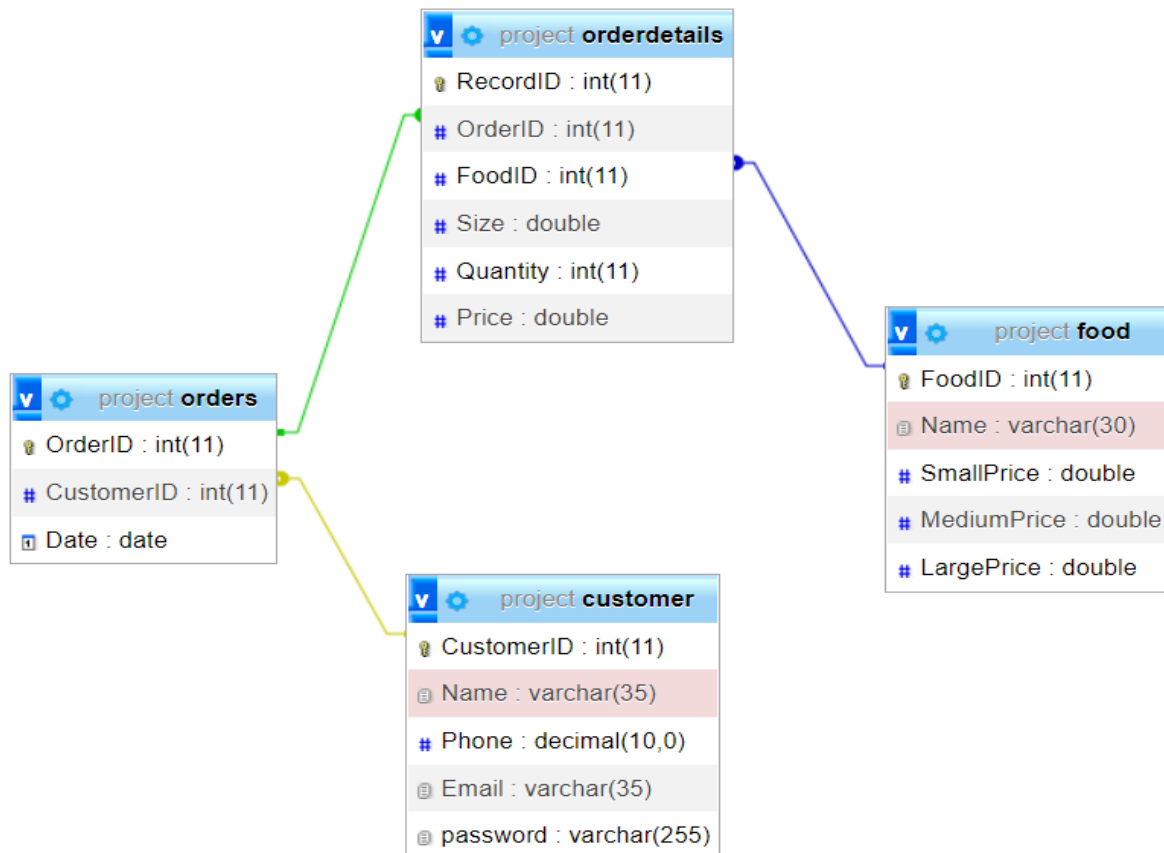 v project orderdetails
RecordID : int(11)
# OrderID : int(11)
# FoodID : int(11)
# Size : double
# Quantity : int(11)
# Price : double
v project food
FoodID : int(11)
Name : varchar(30)
# SmallPrice : double
# MediumPrice : double
# LargePrice : double
v project orders
OrderID : int(11)
# CustomerID : int(11)
1 Date : date
v project customer
CustomerID : int(11)
Name : varchar(35)
# Phone : decimal(10,0)
Email : varchar(35)
password : varchar(255)